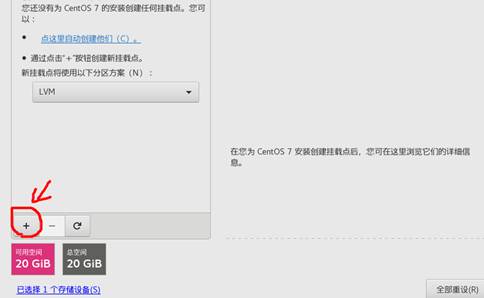 您还没有为 CentOS 7 的安装创建任何挂载点。您可
以：
• 点这里自动创建他们（C）。
• 通过点击“+”按钮创建新挂载点。
新挂载点将使用以下分区方案（N）：
LVM
在您为 CentOS 7 安装创建挂载点后，您可在这里浏览它们的详细信
息。
+ −
可用空间
20 GiB
总空间
20 GiB
已选择 1 个存储设备(S)
全部重设(R)